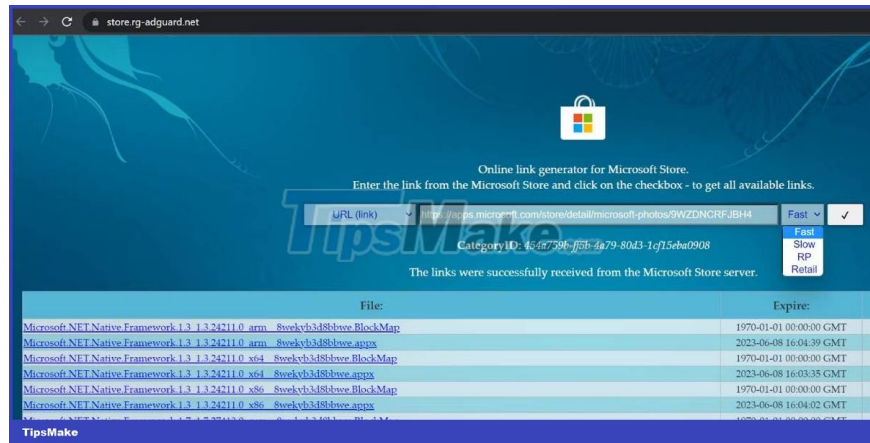 store.rg-adguard.net
Online link generator for Microsoft Store.
Enter the link from the Microsoft Store and click on the checkbox - to get all available links.
URL (link) https://apps.microsoft.com/store/detail/microsoft-photos/9WZDNCRFJBH4 Fast ✓
Fast
Slow
RP
Retail
TipsMake
CategoryID: 454a759b-ff5b-4a79-80d3-1cf15eba0908
The links were successfully received from the Microsoft Store server.
File: Expire:
Microsoft.NET.Native.Framework.1.3_1.3.24211.0_arm__8wekyb3d8bbwe.BlockMap 1970-01-01 00:00:00 GMT
Microsoft.NET.Native.Framework.1.3_1.3.24211.0_arm__8wekyb3d8bbwe.appx 2023-06-08 16:04:39 GMT
Microsoft.NET.Native.Framework.1.3_1.3.24211.0_x64__8wekyb3d8bbwe.BlockMap 1970-01-01 00:00:00 GMT
Microsoft.NET.Native.Framework.1.3_1.3.24211.0_x64__8wekyb3d8bbwe.appx 2023-06-08 16:03:35 GMT
Microsoft.NET.Native.Framework.1.3_1.3.24211.0_x86__8wekyb3d8bbwe.BlockMap 1970-01-01 00:00:00 GMT
Microsoft.NET.Native.Framework.1.3_1.3.24211.0_x86__8wekyb3d8bbwe.appx 2023-06-08 16:04:02 GMT
TipsMake